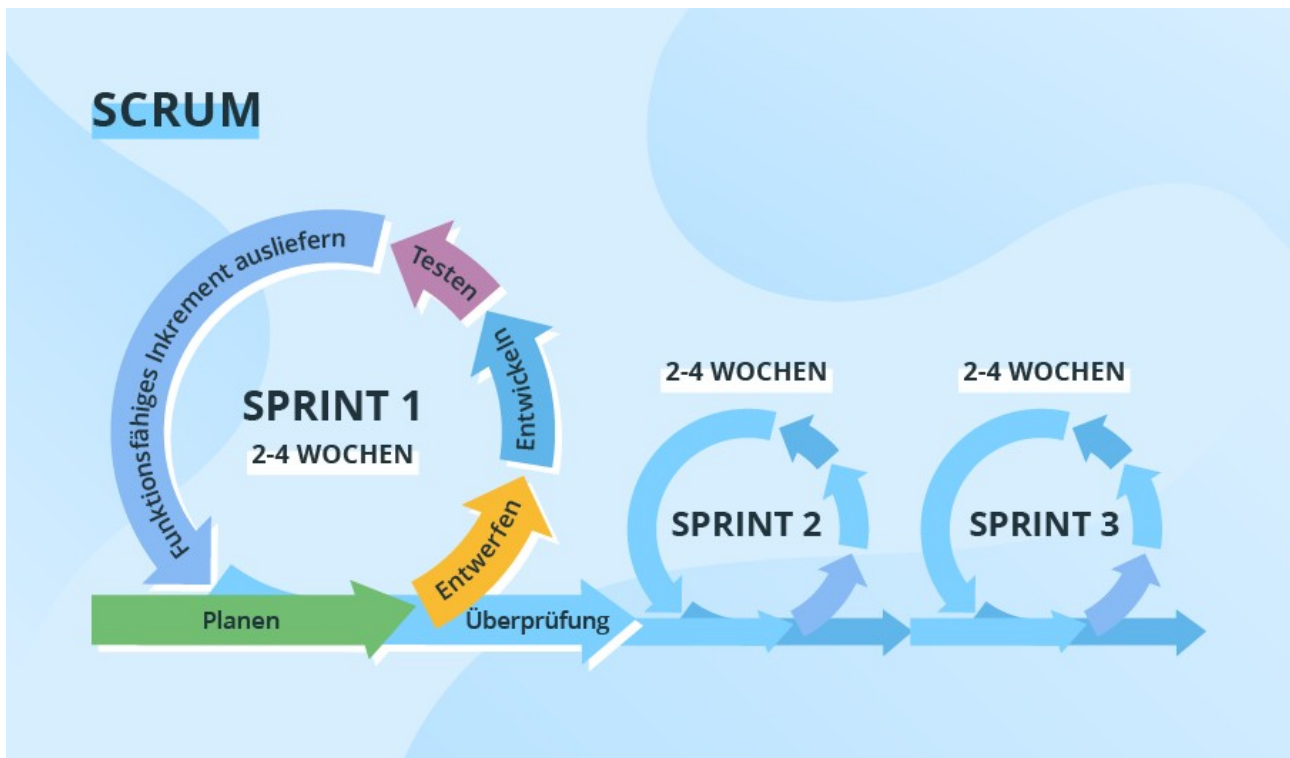 SCRUM
Funktionsfähiges Inkrement ausliefern
Testen
Entwickeln
SPRINT 1
2-4 WOCHEN
Entwerfen
Planen
Überprüfung
2-4 WOCHEN
SPRINT 2
2-4 WOCHEN
SPRINT 3